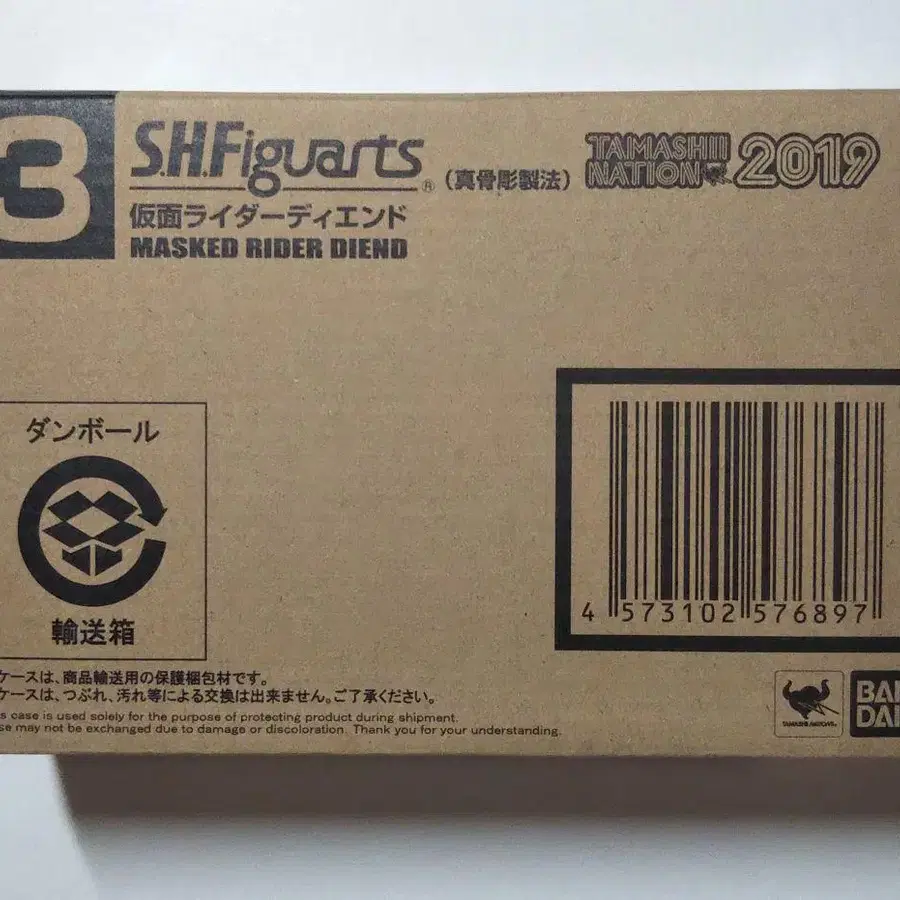 3
S.H.Figuarts®
(真骨彫製法)
TAMASHII
NATION 2019
仮面ライダーディエンド
MASKED RIDER DIEND
ダンボール
輸送箱
4 573102 576897
ケースは、商品輸送用の保護梱包材です。
ケースは、つぶれ、汚れ等による交換は出来ません。ご了承ください。
case is used solely for the purpose of protecting product during shipment.
may not be exchanged due to damage or discoloration. Thank you for your understanding.
TAMASHII NATIONS
BAN
DAI